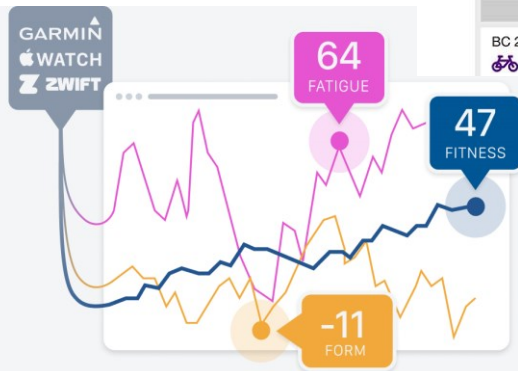 GARMIN
WATCH
ZWIFT
64
FATIGUE
BC 2
47
FITNESS
-11
FORM